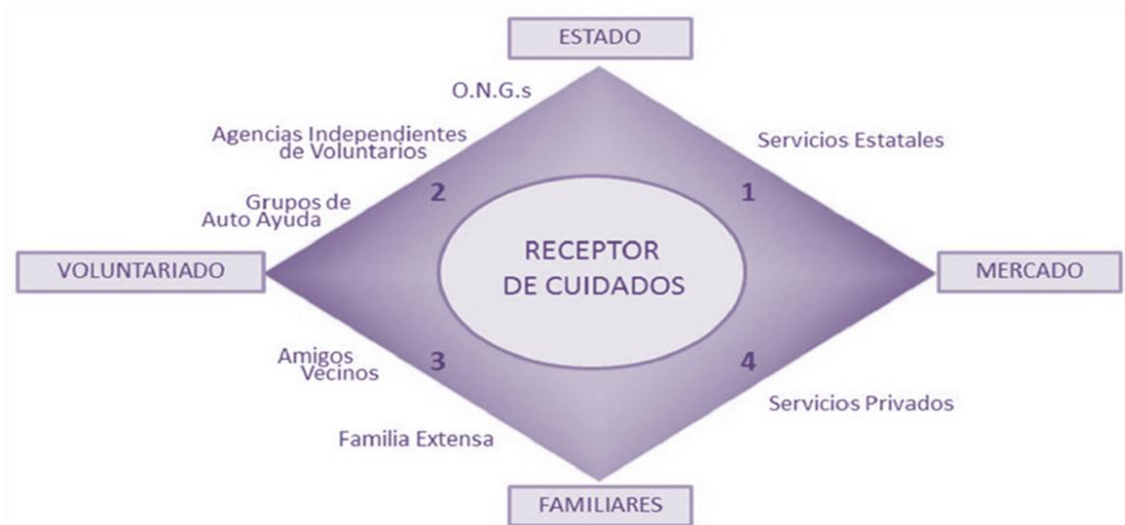 ESTADO
O.N.G.s
Agencias Independientes
de Voluntarios
Servicios Estatales
2
1
Grupos de
Auto Ayuda
RECEPTOR
DE CUIDADOS
VOLUNTARIADO
MERCADO
Amigos
Vecinos
3
4
Servicios Privados
Familia Extensa
FAMILIARES